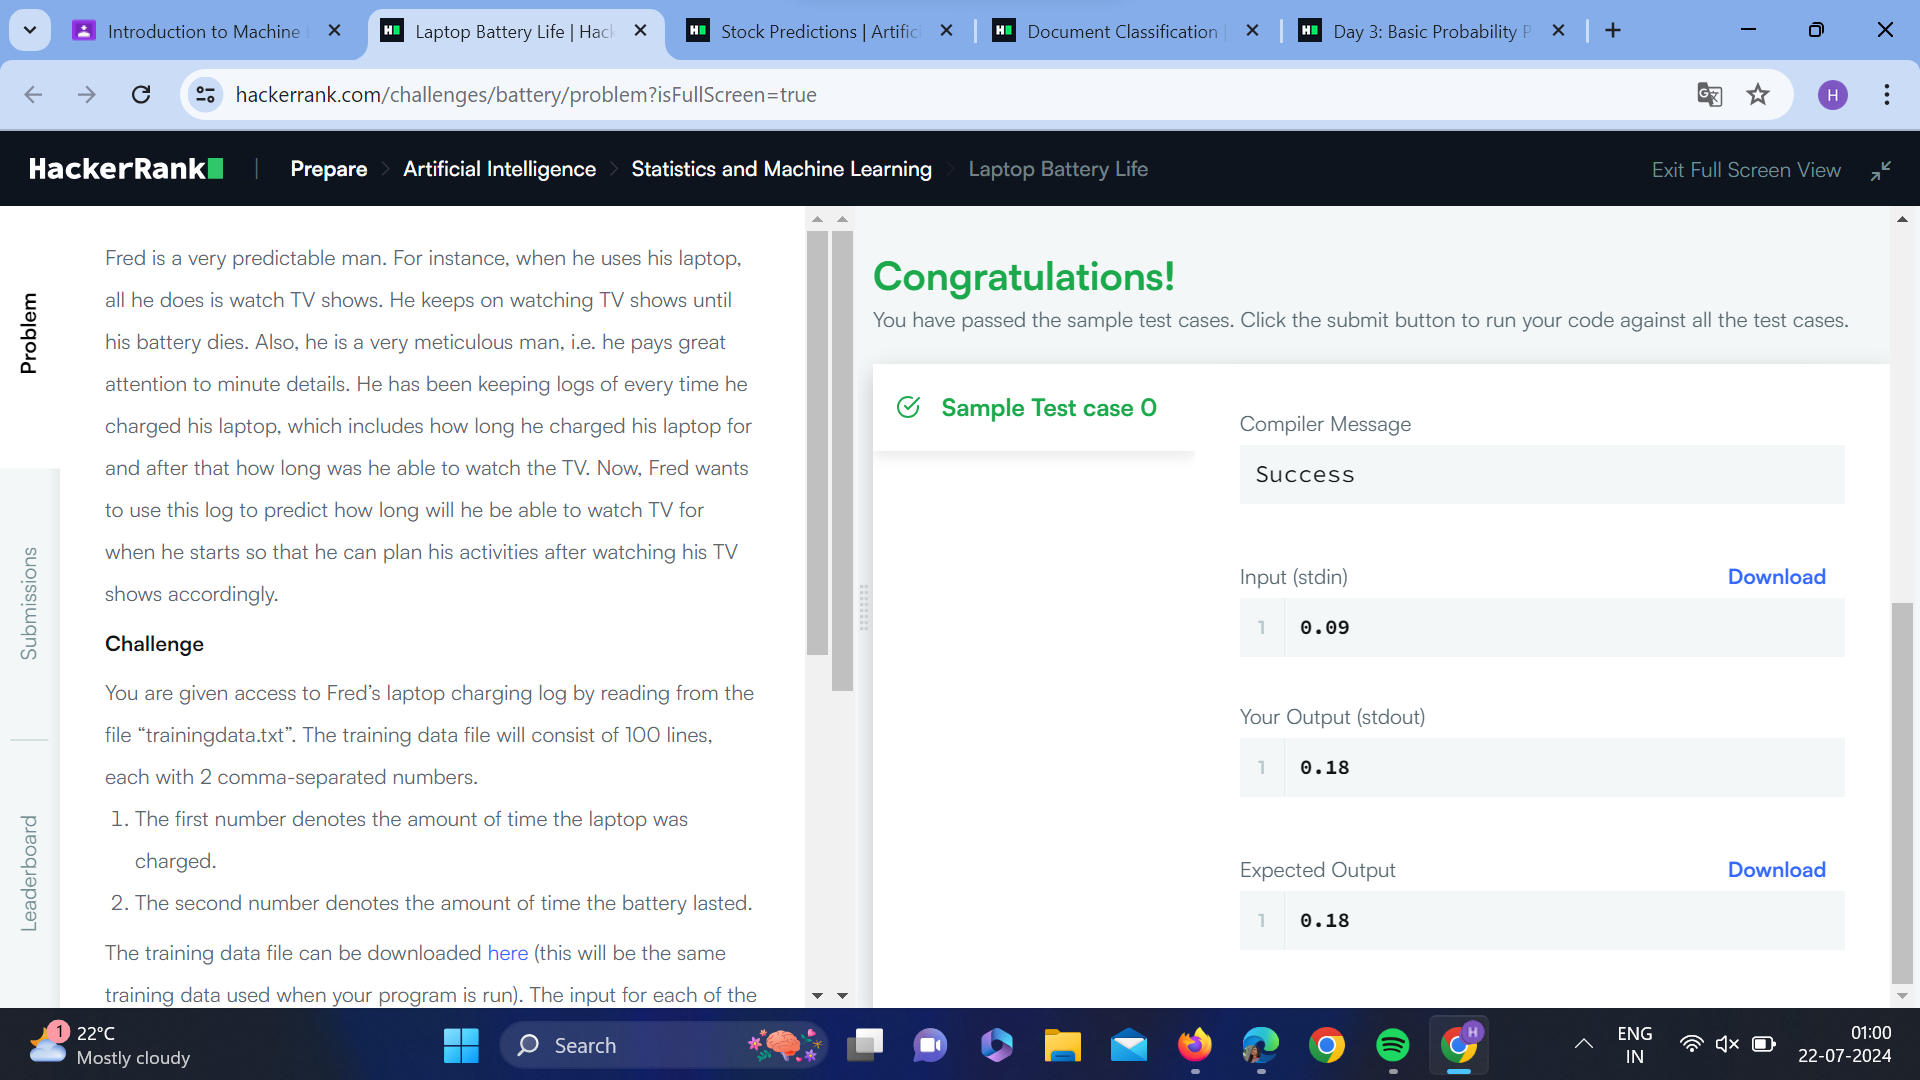 Introduction to Machine
Laptop Battery Life | Hac
Stock Predictions | Artific
Document Classification
Day 3: Basic Probability P
hackerrank.com/challenges/battery/problem?isFullScreen=true
H
HackerRank
Prepare
Artificial Intelligence
Statistics and Machine Learning
Laptop Battery Life
Exit Full Screen View
Problem
Submissions
Leaderboard
Fred is a very predictable man. For instance, when he uses his laptop,
all he does is watch TV shows. He keeps on watching TV shows until
his battery dies. Also, he is a very meticulous man, i.e. he pays great
attention to minute details. He has been keeping logs of every time he
charged his laptop, which includes how long he charged his laptop for
and after that how long was he able to watch the TV. Now, Fred wants
to use this log to predict how long will he be able to watch TV for
when he starts so that he can plan his activities after watching his TV
shows accordingly.
Challenge
You are given access to Fred’s laptop charging log by reading from the
file “trainingdata.txt”. The training data file will consist of 100 lines,
each with 2 comma-separated numbers.
1. The first number denotes the amount of time the laptop was
charged.
2. The second number denotes the amount of time the battery lasted.
The training data file can be downloaded here (this will be the same
training data used when your program is run). The input for each of the
Congratulations!
You have passed the sample test cases. Click the submit button to run your code against all the test cases.
Sample Test case 0
Compiler Message
Success
Input (stdin)
Download
1 0.09
Your Output (stdout)
1 0.18
Expected Output
Download
1 0.18
1
22°C
Mostly cloudy
Search
H
ENG
IN
01:00
22-07-2024